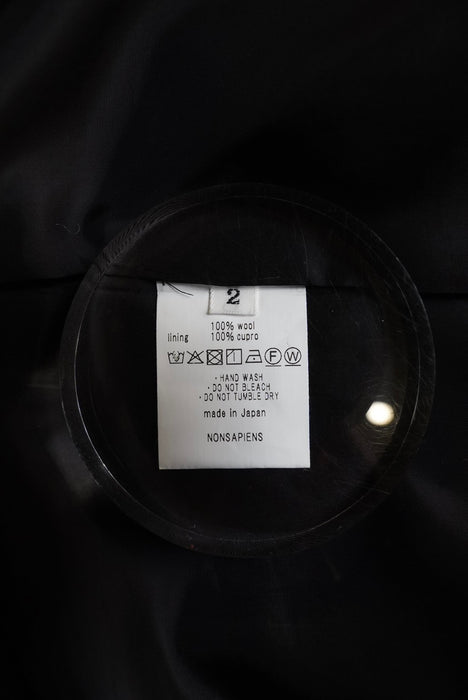 2
100% wool
lining 100% cupro
F W
· HAND WASH
· DO NOT BLEACH
· DO NOT TUMBLE DRY
made in Japan
NONSAPIENS